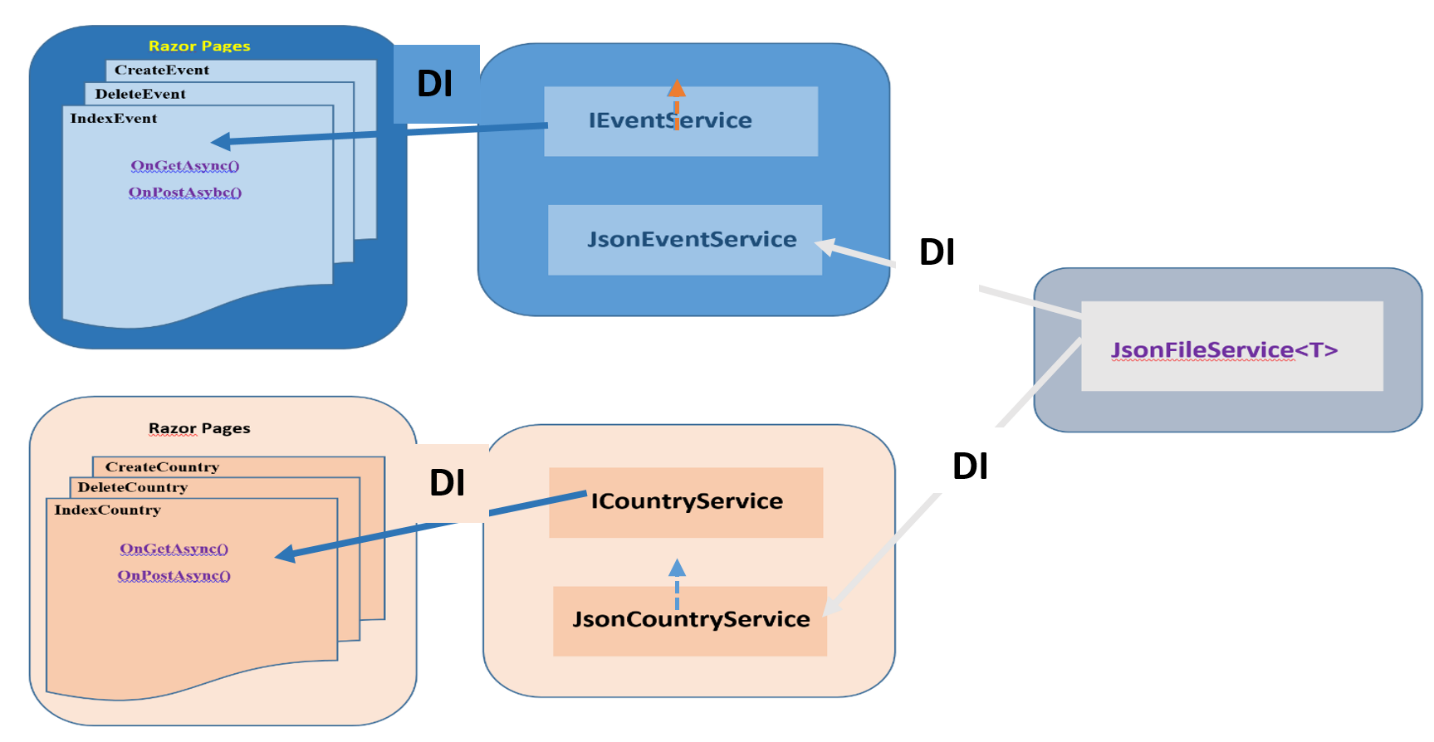 Razor Pages
CreateEvent
DeleteEvent
IndexEvent
OnGetAsync()
OnPostAsybc()
DI
IEventService
JsonEventService
DI
JsonFileService<T>
Razor Pages
CreateCountry
DeleteCountry
IndexCountry
OnGetAsync()
OnPostAsync()
DI
ICountryService
JsonCountryService
DI